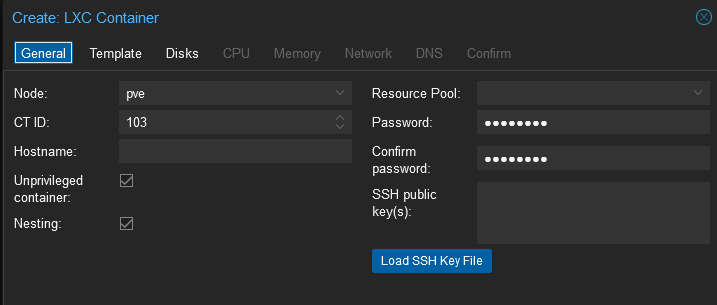 Create: LXC Container
General Template Disks CPU Memory Network DNS Confirm
Node: pve Resource Pool:
CT ID: 103 Password: ●●●●●●●●
Hostname: Confirm password: ●●●●●●●●
Unprivileged container: SSH public key(s):
Nesting:
Load SSH Key File